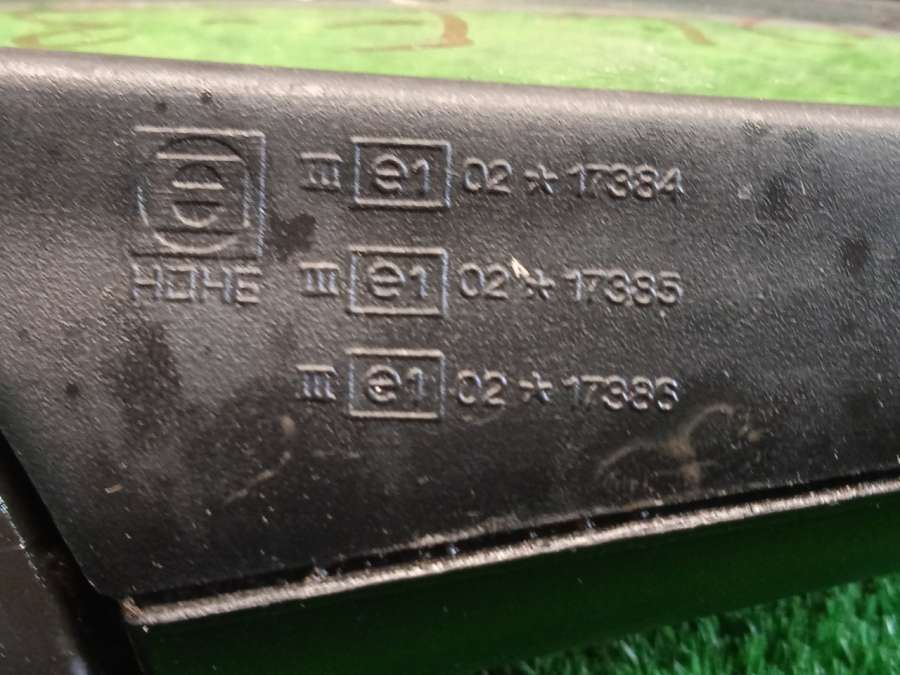 III e1 02 * 17384
HOHE III e1 02 * 17385
III e1 02 * 17386